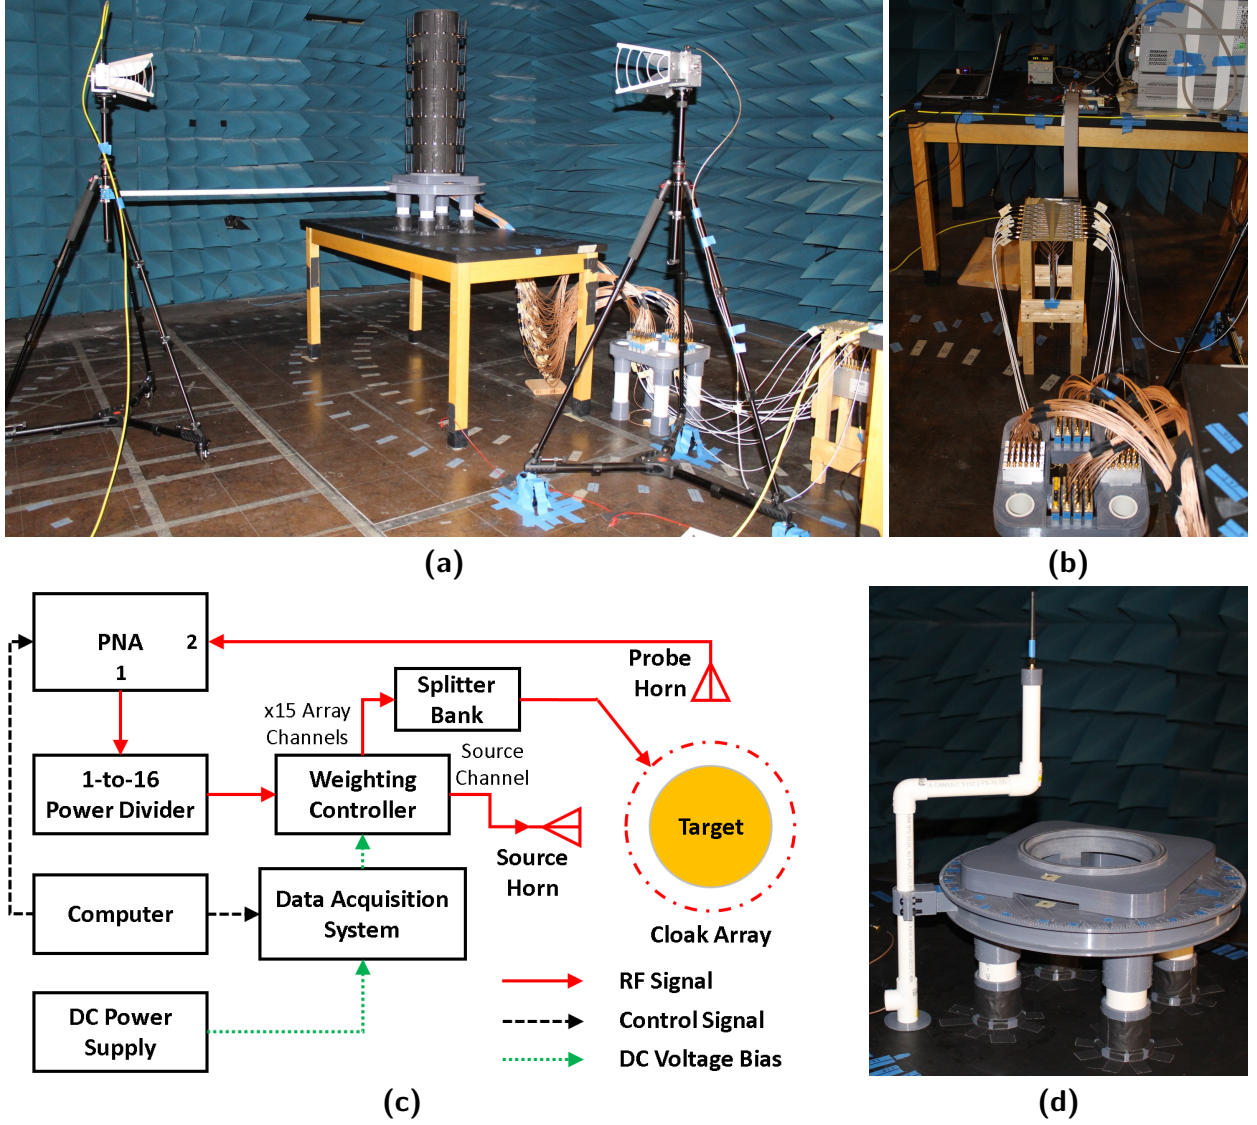 (a)
(b)
PNA
2
1
Probe
Horn
Splitter
Bank
x15 Array
Channels
Source
Channel
1-to-16
Power Divider
Weighting
Controller
Target
Source
Horn
Computer
Data Acquisition
System
Cloak Array
RF Signal
DC Power
Supply
Control Signal
DC Voltage Bias
(c)
(d)